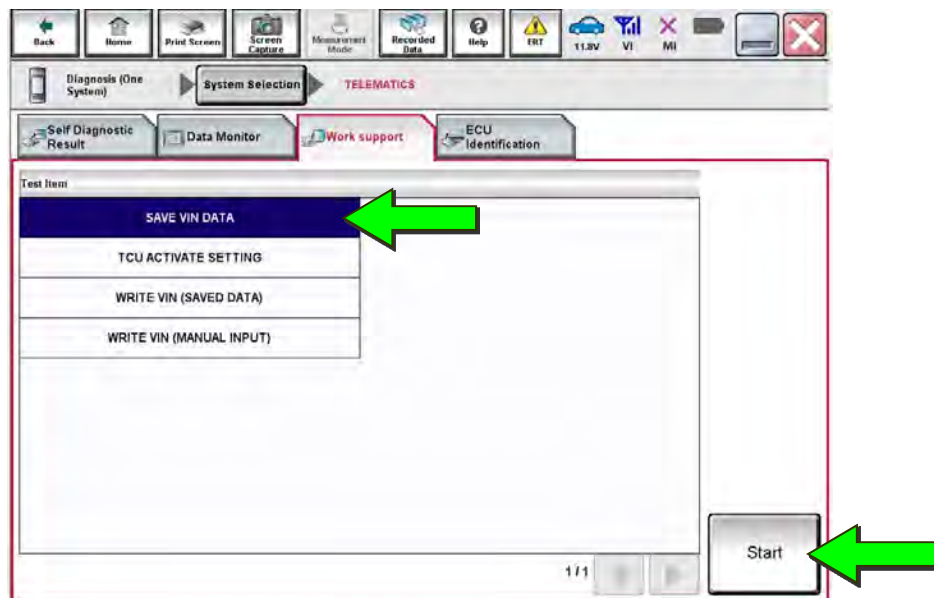 Back
Home
Print Screen
Screen
Capture
Measurement
Mode
Recorded
Data
Help
ERT
11.8V
VI
MI
Diagnosis (One
System)
System Selection
TELEMATICS
Self Diagnostic
Result
Data Monitor
Work support
ECU
Identification
Test Item
SAVE VIN DATA
TCU ACTIVATE SETTING
WRITE VIN (SAVED DATA)
WRITE VIN (MANUAL INPUT)
1/1
Start